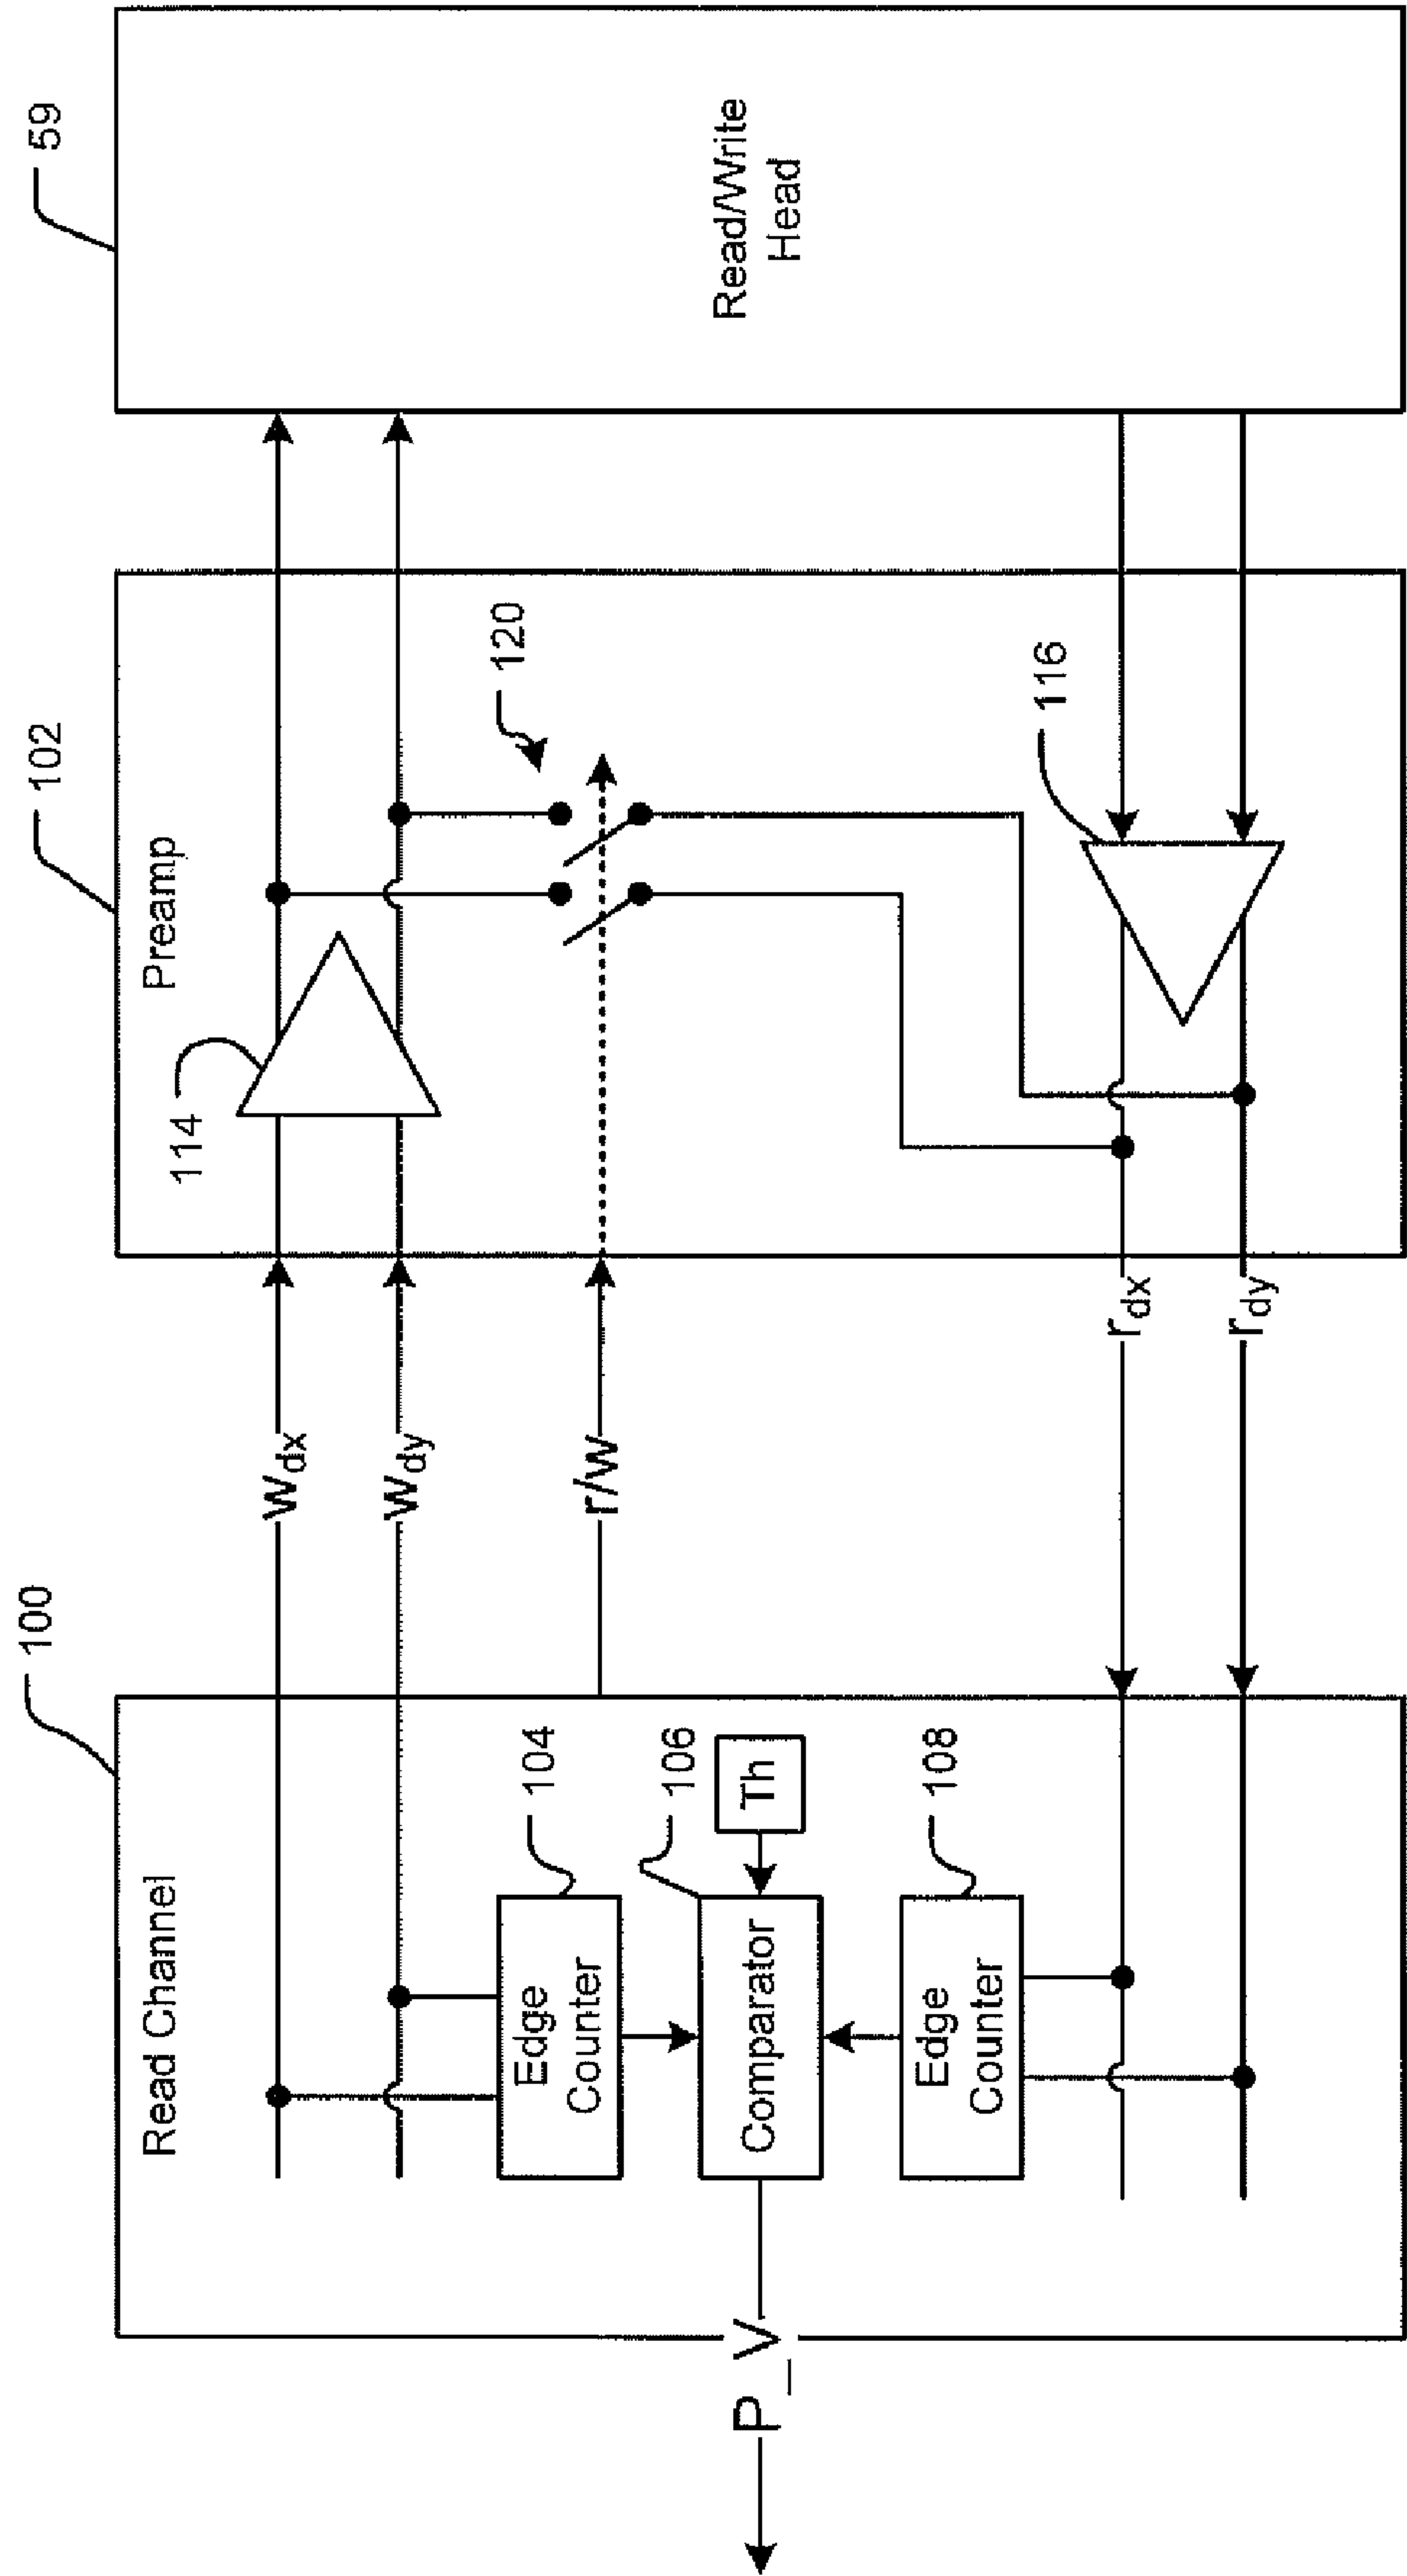 100
Read Channel
Edge
Counter
104
Comparator
106
Th
Edge
Counter
108
P_V
w_dx
w_dy
r/w
r_dx
r_dy
102
Preamp
114
120
116
59
Read/Write
Head